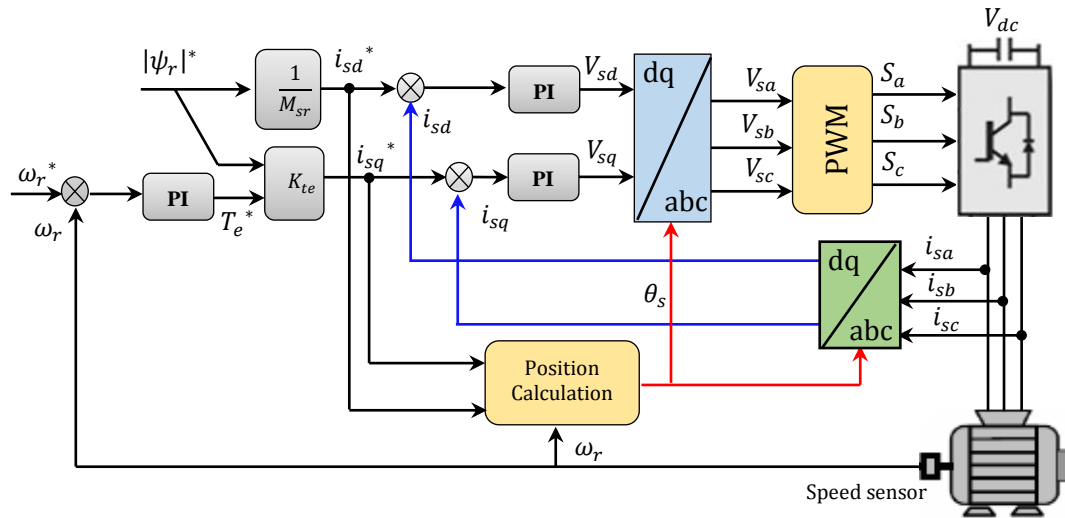 V_dc
|ψ_r|^*
1
M_sr
i_sd^*
i_sd
PI
V_sd
dq
abc
V_sa
V_sb
V_sc
PWM
S_a
S_b
S_c
ω_r^*
ω_r
PI
T_e^*
K_te
i_sq^*
i_sq
PI
V_sq
θ_s
dq
abc
i_sa
i_sb
i_sc
Position
Calculation
ω_r
Speed sensor